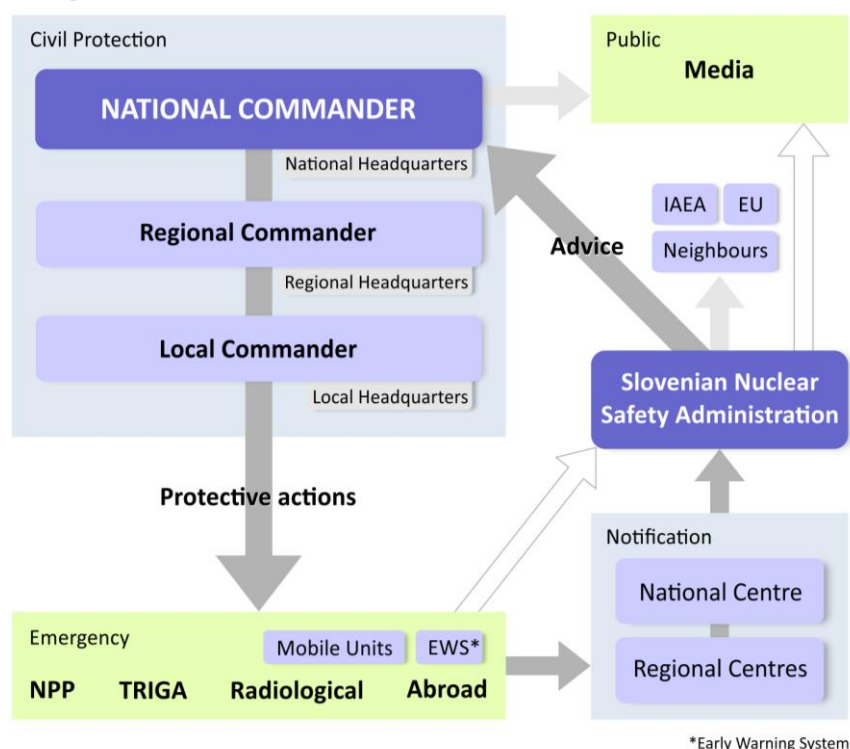 Civil Protection
NATIONAL COMMANDER
National Headquarters
Regional Commander
Regional Headquarters
Local Commander
Local Headquarters
Protective actions
Public
Media
IAEA
EU
Neighbours
Advice
Slovenian Nuclear
Safety Administration
Notification
National Centre
Regional Centres
Emergency
Mobile Units
EWS*
NPP TRIGA Radiological Abroad
*Early Warning System